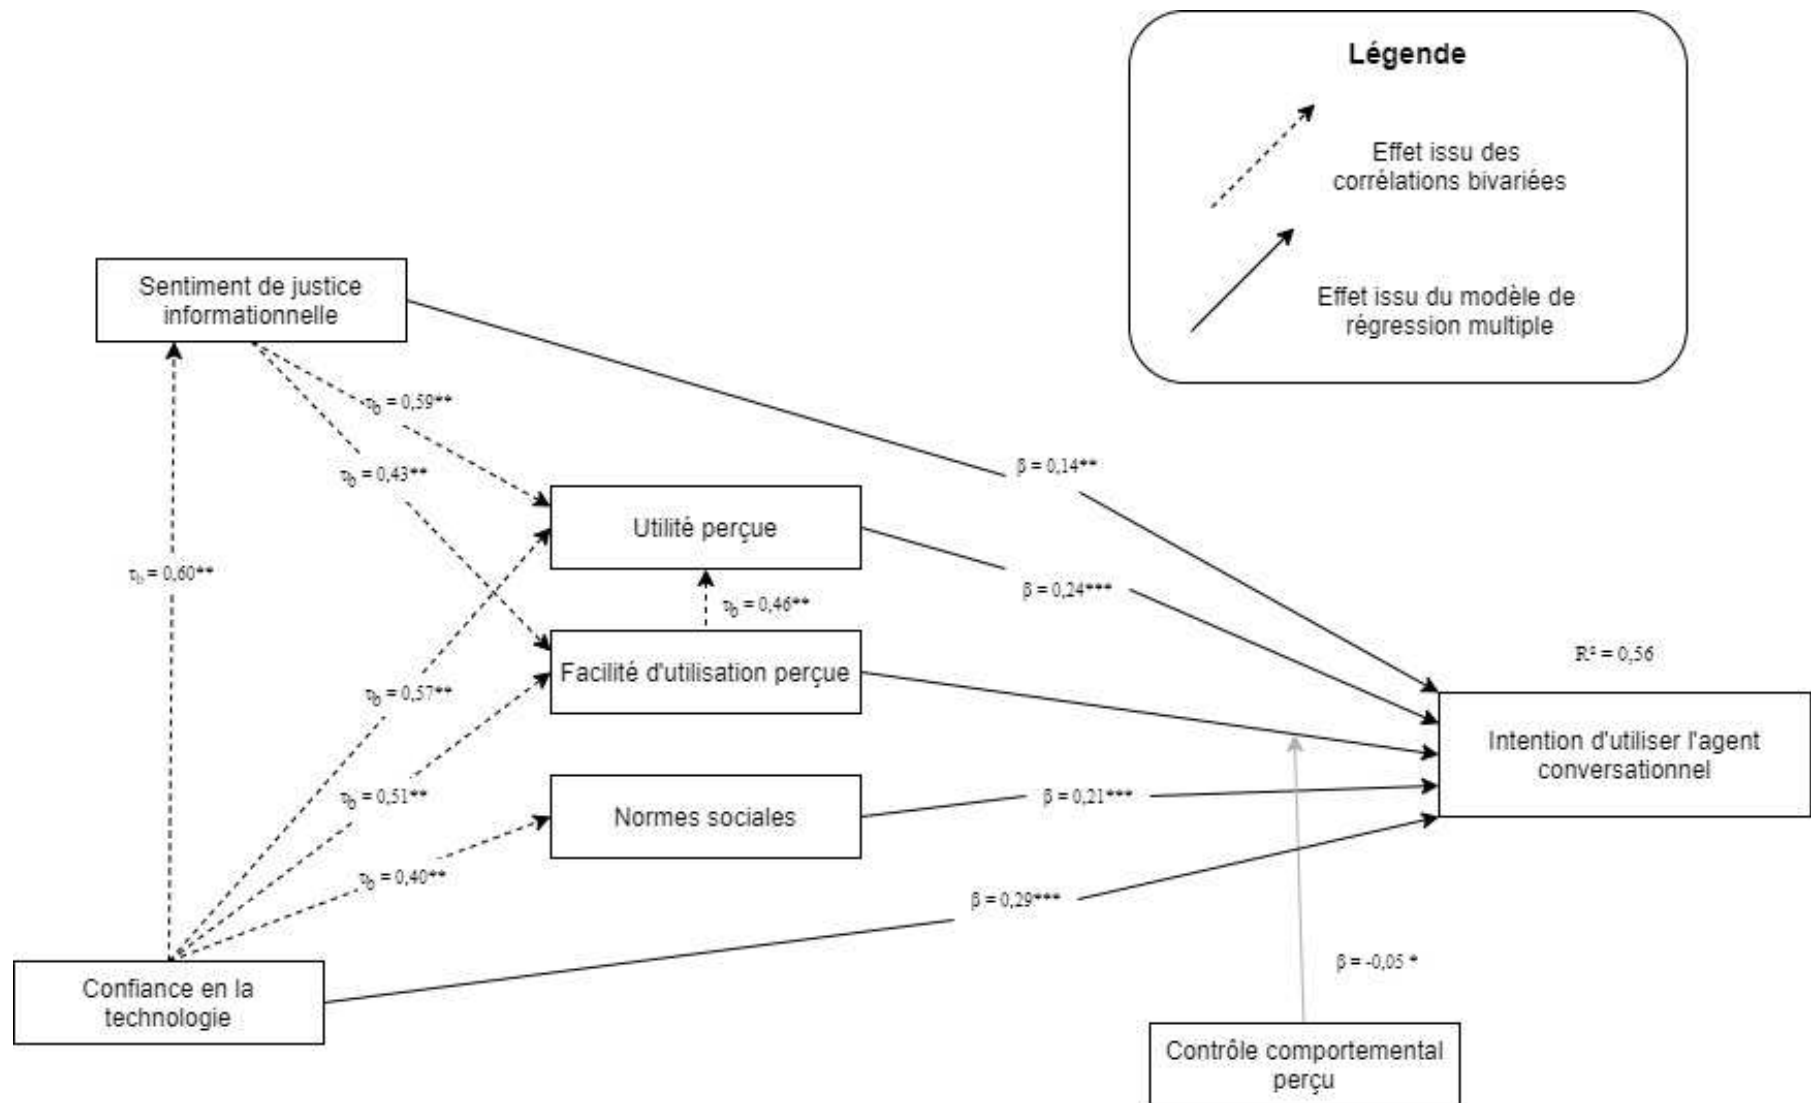 Légende
Effet issu des
corrélations bivariées
Effet issu du modèle de
régression multiple
Sentiment de justice
informationnelle
τb = 0,59**
τb = 0,43**
β = 0,14**
Utilité perçue
τb = 0,60**
β = 0,24***
τb = 0,46**
R² = 0,56
Facilité d'utilisation perçue
τb = 0,57**
Intention d'utiliser l'agent
conversationnel
τb = 0,51**
β = 0,21***
Normes sociales
τb = 0,40**
β = 0,29***
β = -0,05 *
Confiance en la
technologie
Contrôle comportemental
perçu